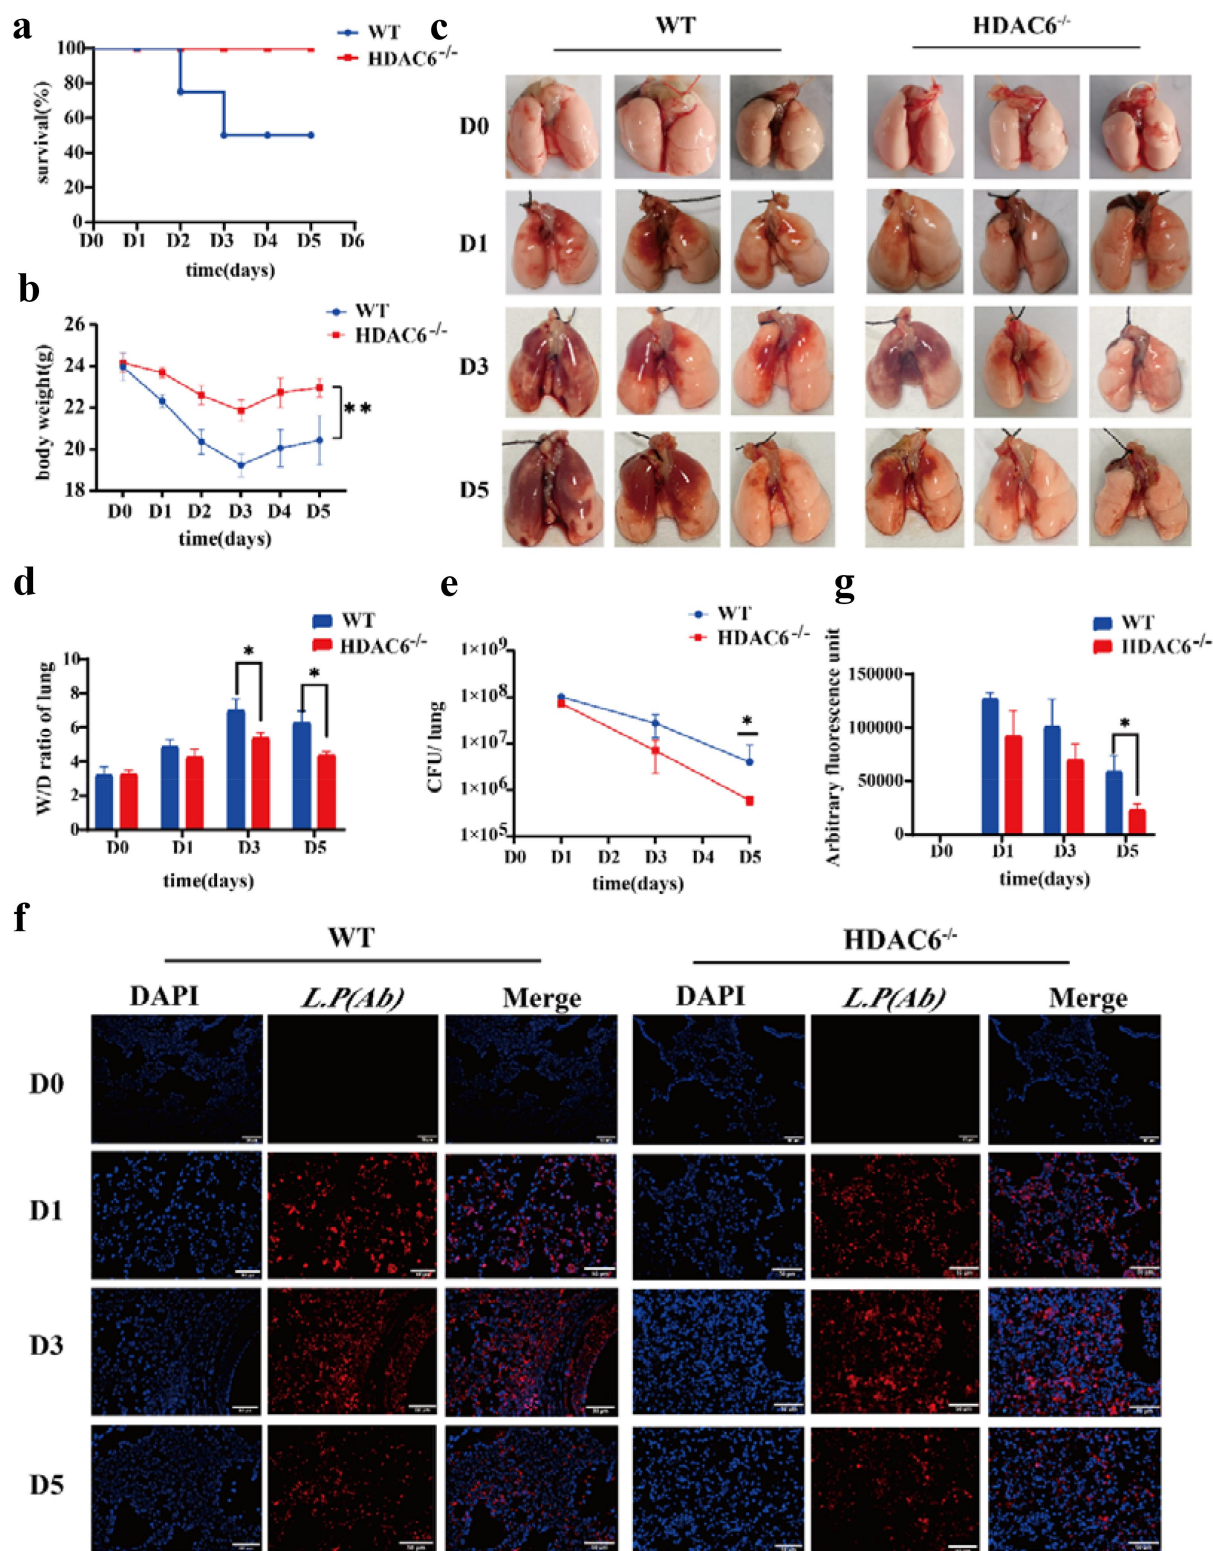 a
WT
HDAC6-/-
100
80
60
40
20
0
survival(%)
D0 D1 D2 D3 D4 D5 D6
time(days)
b
WT
HDAC6-/-
26
24
22
20
18
body weight(g)
**
D0 D1 D2 D3 D4 D5
time(days)
c
WT
HDAC6-/-
D0
D1
D3
D5
d
WT
HDAC6-/-
10
8
6
4
2
0
W/D ratio of lung
*
*
D0 D1 D3 D5
time(days)
e
WT
HDAC6-/-
1×10⁹
1×10⁸
1×10⁷
1×10⁶
1×10⁵
CFU/ lung
*
D0 D1 D2 D3 D4 D5
time(days)
g
WT
HDAC6-/-
150000
100000
50000
0
Arbitrary fluorescence unit
*
D0 D1 D3 D5
time(days)
f
WT
HDAC6-/-
DAPI L.P(Ab) Merge DAPI L.P(Ab) Merge
D0
D1
D3
D5